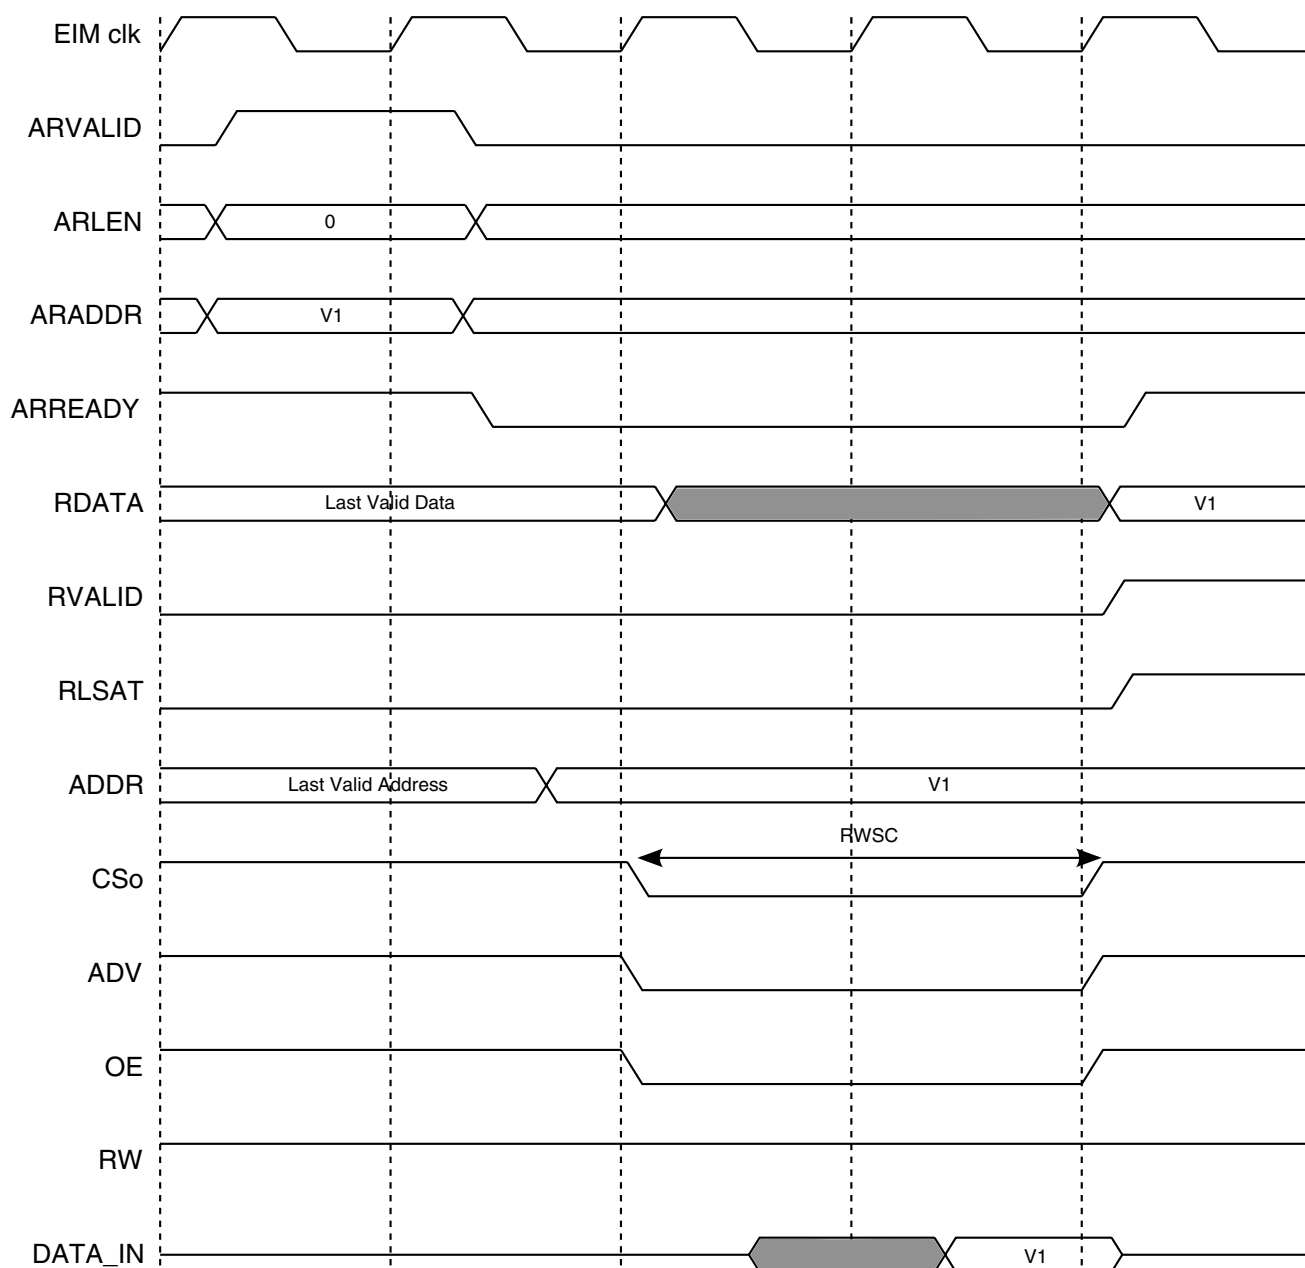 EIM clk
ARVALID
ARLEN 0
ARADDR V1
ARREADY
RDATA Last Valid Data V1
RVALID
RLSAT
ADDR Last Valid Address V1
RWSC
CSo
ADV
OE
RW
DATA_IN V1